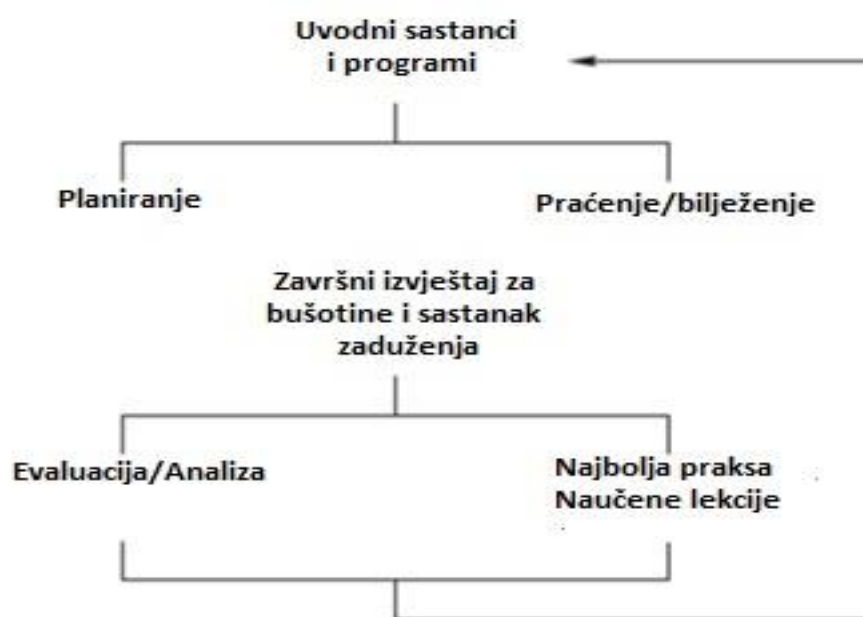 Uvodni sastanci
i programi
Planiranje
Praćenje/bilježenje
Završni izvještaj za
bušotine i sastanak
zaduženja
Evaluacija/Analiza
Najbolja praksa
Naučene lekcije